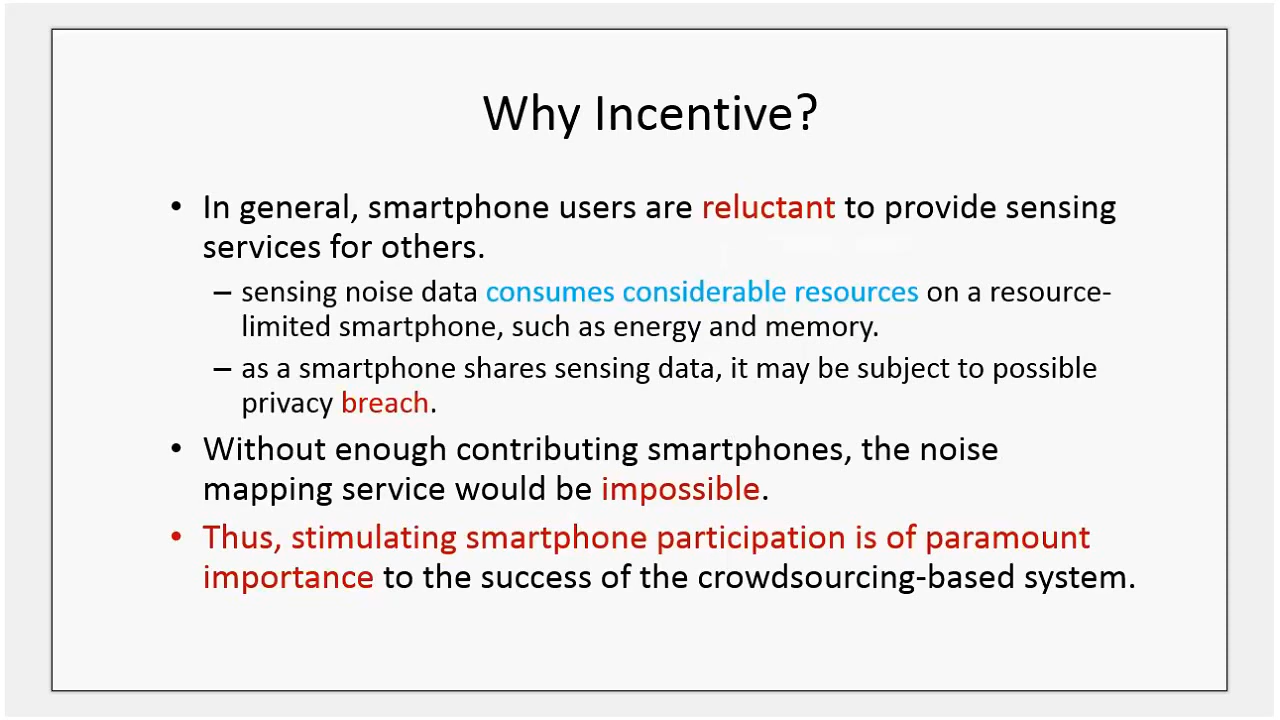 Why Incentive?
• In general, smartphone users are reluctant to provide sensing
services for others.
– sensing noise data consumes considerable resources on a resource-
limited smartphone, such as energy and memory.
– as a smartphone shares sensing data, it may be subject to possible
privacy breach.
• Without enough contributing smartphones, the noise
mapping service would be impossible.
• Thus, stimulating smartphone participation is of paramount
importance to the success of the crowdsourcing-based system.